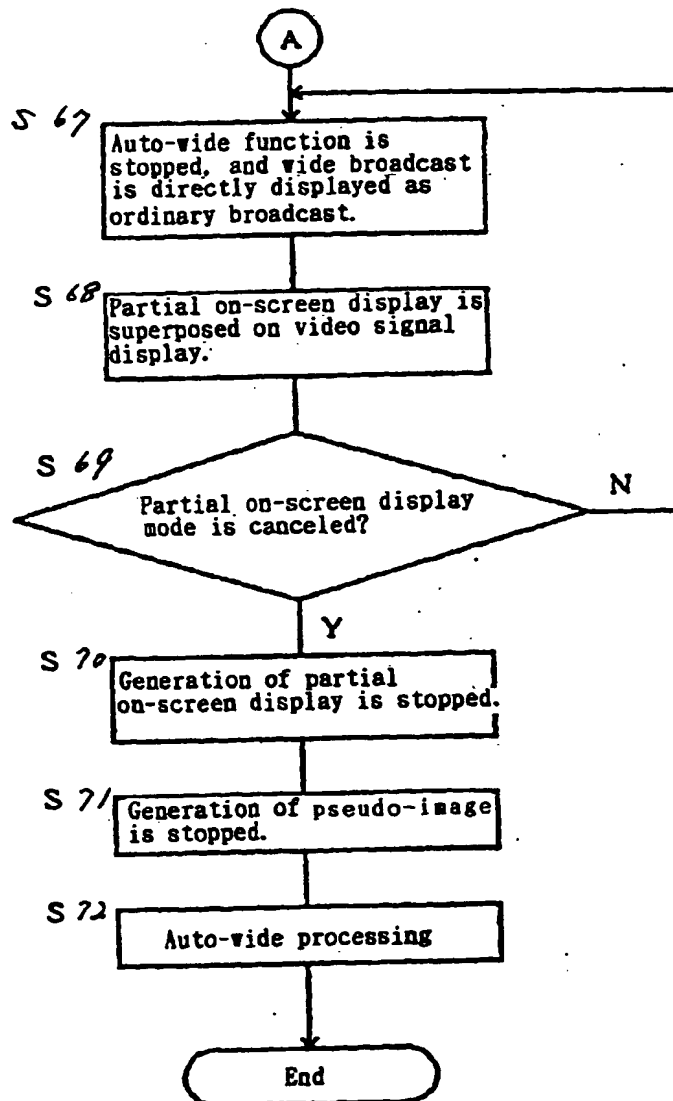 A
S 67
Auto-wide function is
stopped, and wide broadcast
is directly displayed as
ordinary broadcast.
S 68
Partial on-screen display is
superposed on video signal
display.
S 69
Partial on-screen display
mode is canceled?
N
Y
S 70
Generation of partial
on-screen display is stopped.
S 71
Generation of pseudo-image
is stopped.
S 72
Auto-wide processing
End